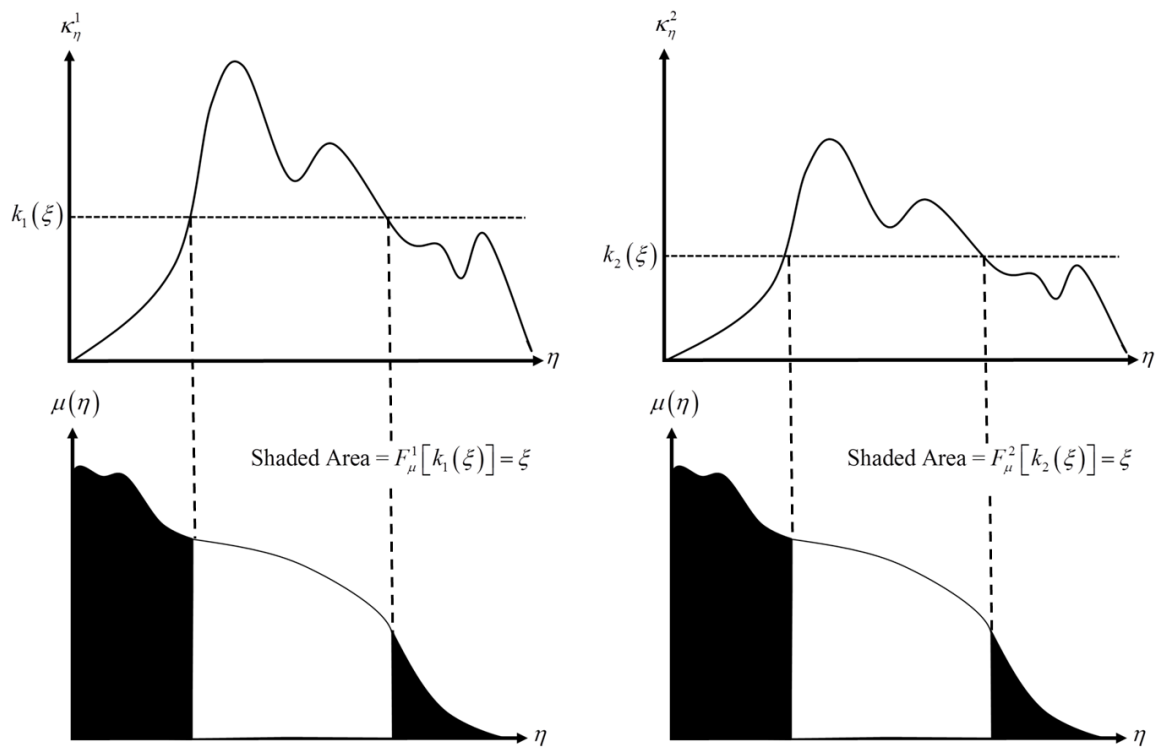 κ_η^1
k_1(ξ)
η
μ(η)
Shaded Area = F_μ^1[k_1(ξ)] = ξ
η
κ_η^2
k_2(ξ)
η
μ(η)
Shaded Area = F_μ^2[k_2(ξ)] = ξ
η